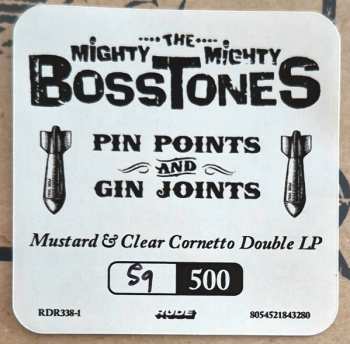 THE
MIGHTY MIGHTY
BOSSTONES
PIN POINTS
AND
GIN JOINTS
Mustard & Clear Cornetto Double LP
59 500
RDR338-1 RUDE 8054521843280